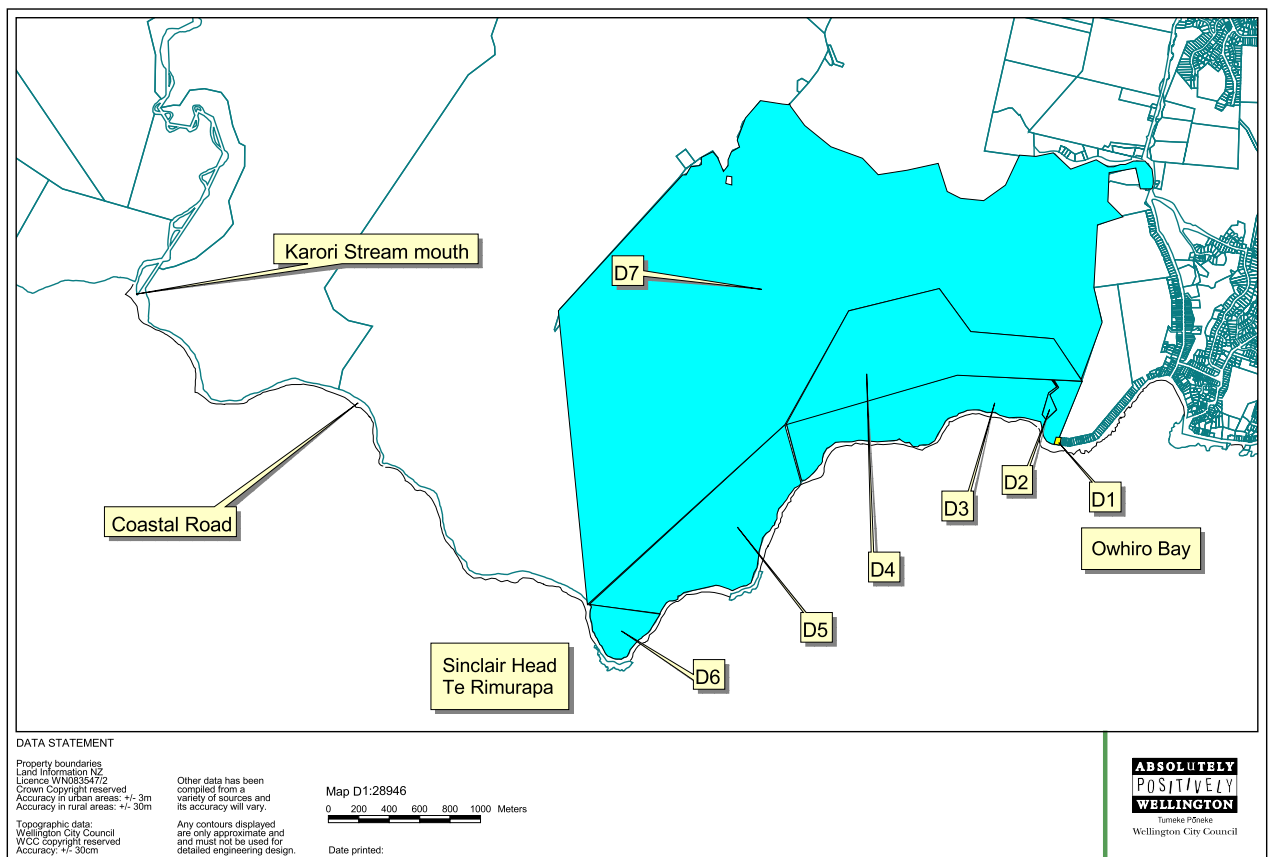 Karori Stream mouth
D7
Coastal Road
D2
D1
D3
Owhiro Bay
D4
D5
Sinclair Head
Te Rimurapa
D6
DATA STATEMENT
Property boundaries
Land Information NZ
Licence WN083547/2
Crown Copyright reserved
Accuracy in urban areas: +/- 3m
Accuracy in rural areas: +/- 30m
Topographic data:
Wellington City Council
WCC copyright reserved
Accuracy: +/- 30cm
Other data has been
compiled from a
variety of sources and
its accuracy will vary.
Any contours displayed
are only approximate and
and must not be used for
detailed engineering design.
Map D1:28946
0 200 400 600 800 1000 Meters
Date printed:
ABSOLUTELY
POSITIVELY
WELLINGTON
Tumeke Pōneke
Wellington City Council